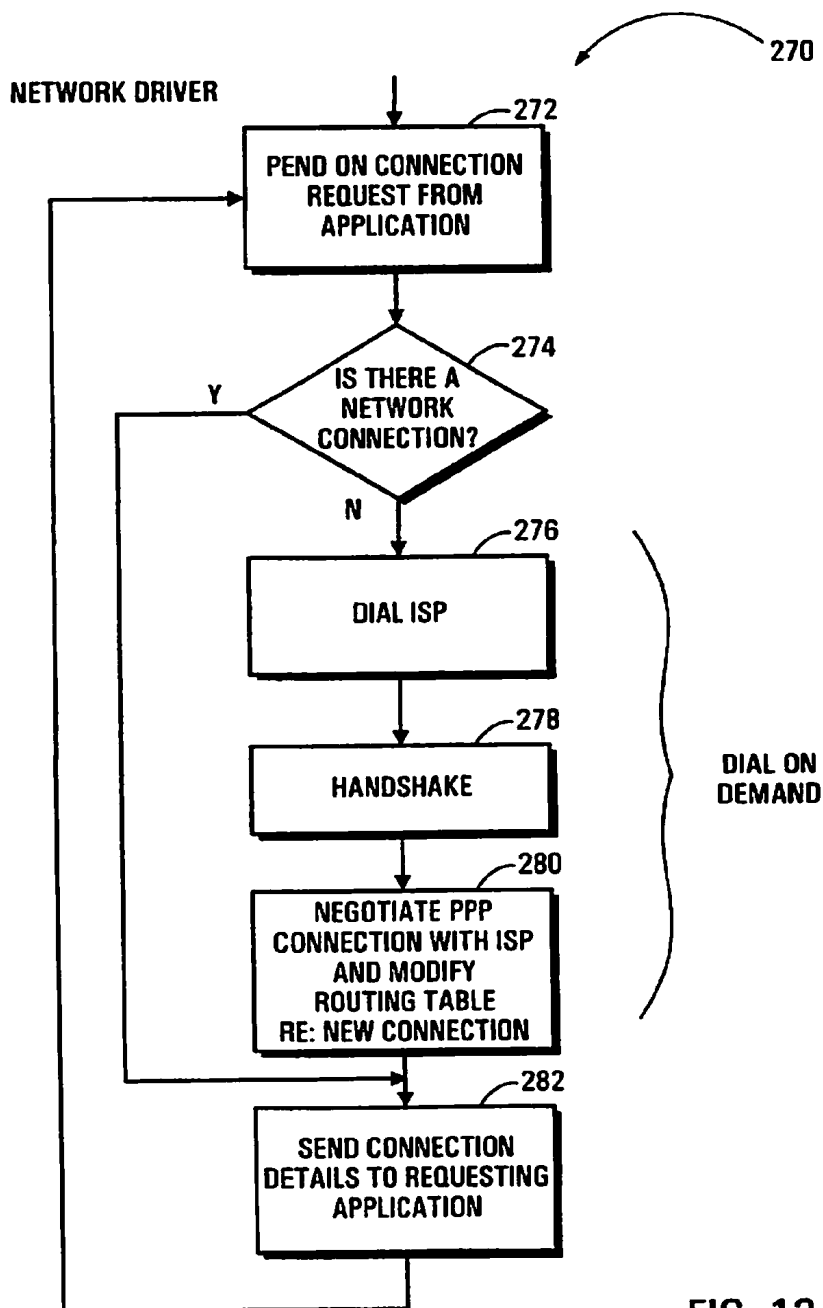 270
NETWORK DRIVER
272
PEND ON CONNECTION
REQUEST FROM
APPLICATION
274
IS THERE A
NETWORK
CONNECTION?
Y
N
276
DIAL ISP
278
HANDSHAKE
DIAL ON
DEMAND
280
NEGOTIATE PPP
CONNECTION WITH ISP
AND MODIFY
ROUTING TABLE
RE: NEW CONNECTION
282
SEND CONNECTION
DETAILS TO REQUESTING
APPLICATION